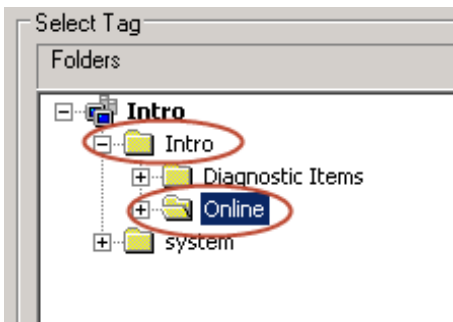 Select Tag
Folders
Intro
Intro
Diagnostic Items
Online
system